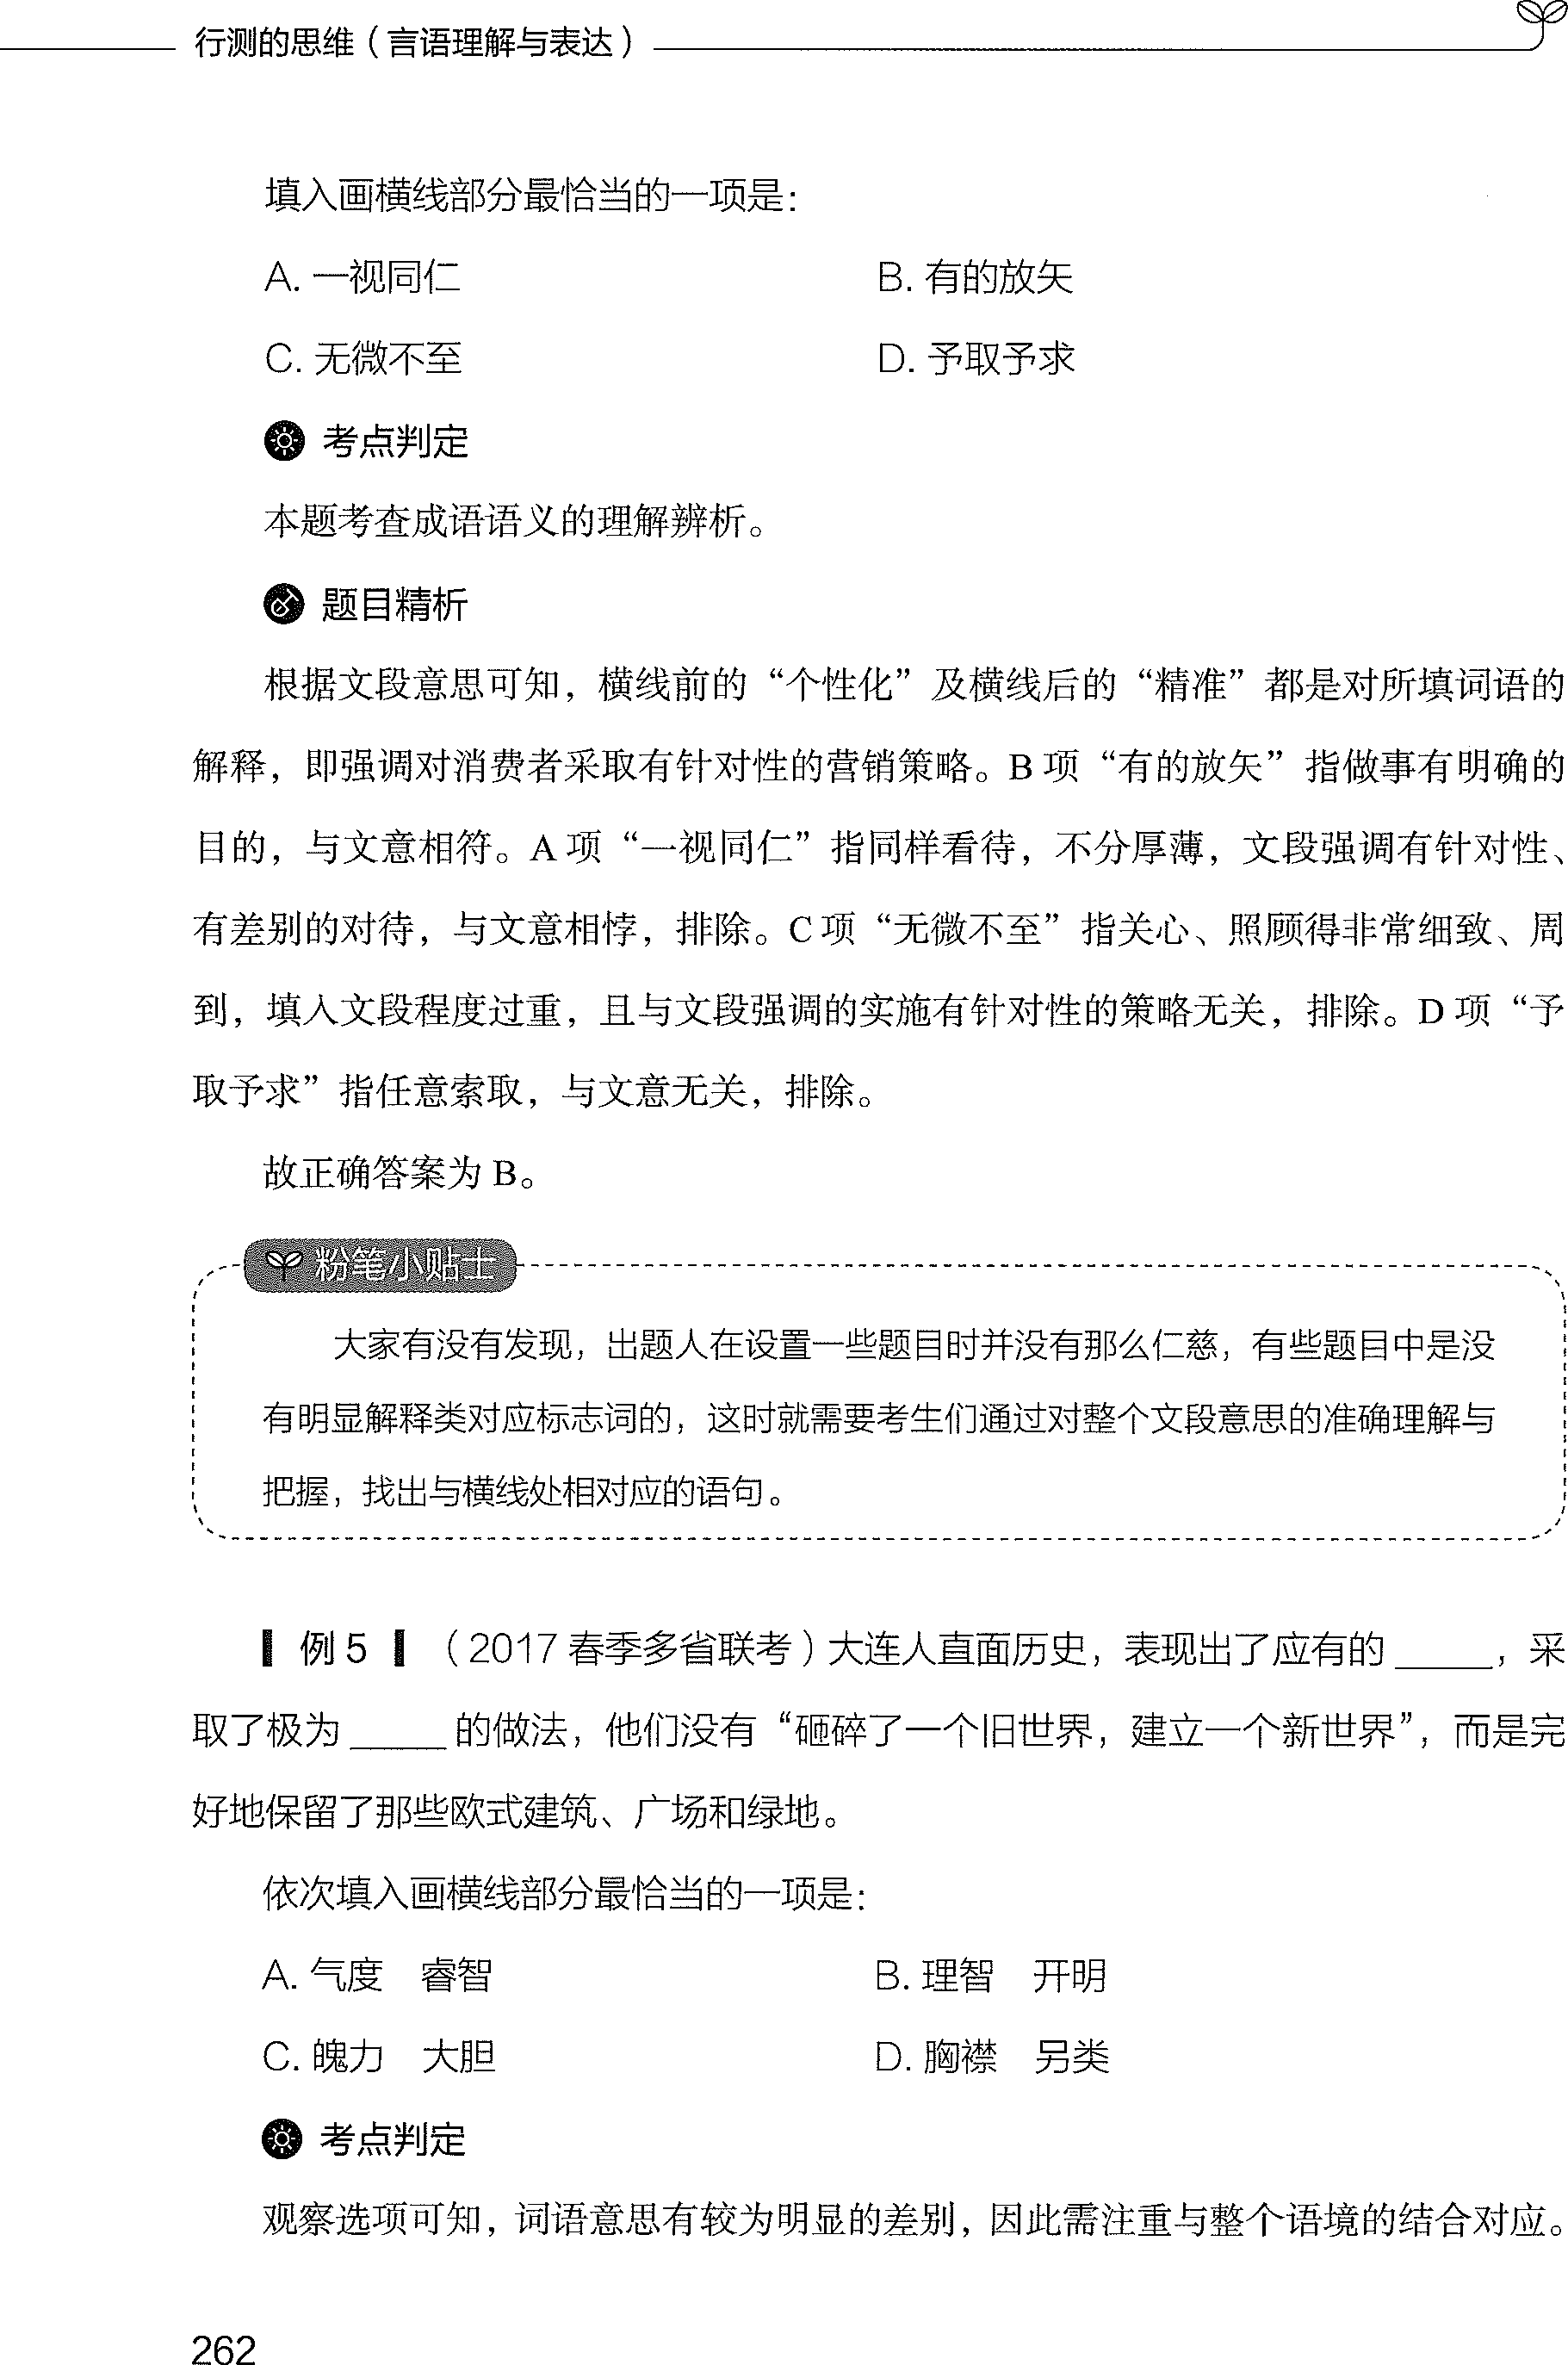 行测的思维（言语理解与表达）
填入画横线部分最恰当的一项是：
A. 一视同仁 B. 有的放矢
C. 无微不至 D. 予取予求
考点判定
本题考查成语语义的理解辨析。
题目精析
根据文段意思可知，横线前的“个性化”及横线后的“精准”都是对所填词语的
解释，即强调对消费者采取有针对性的营销策略。B 项“有的放矢”指做事有明确的
目的，与文意相符。A 项“一视同仁”指同样看待，不分厚薄，文段强调有针对性、
有差别的对待，与文意相悖，排除。C 项“无微不至”指关心、照顾得非常细致、周
到，填入文段程度过重，且与文段强调的实施有针对性的策略无关，排除。D 项“予
取予求”指任意索取，与文意无关，排除。
故正确答案为 B。
粉笔小贴士
大家有没有发现，出题人在设置一些题目时并没有那么仁慈，有些题目中是没
有明显解释类对应标志词的，这时就需要考生们通过对整个文段意思的准确理解与
把握，找出与横线处相对应的语句。
例 5 （2017 春季多省联考）大连人直面历史，表现出了应有的 _____，采
取了极为 _____ 的做法，他们没有“砸碎了一个旧世界，建立一个新世界”，而是完
好地保留了那些欧式建筑、广场和绿地。
依次填入画横线部分最恰当的一项是：
A. 气度 睿智 B. 理智 开明
C. 魄力 大胆 D. 胸襟 另类
考点判定
观察选项可知，词语意思有较为明显的差别，因此需注重与整个语境的结合对应。
262